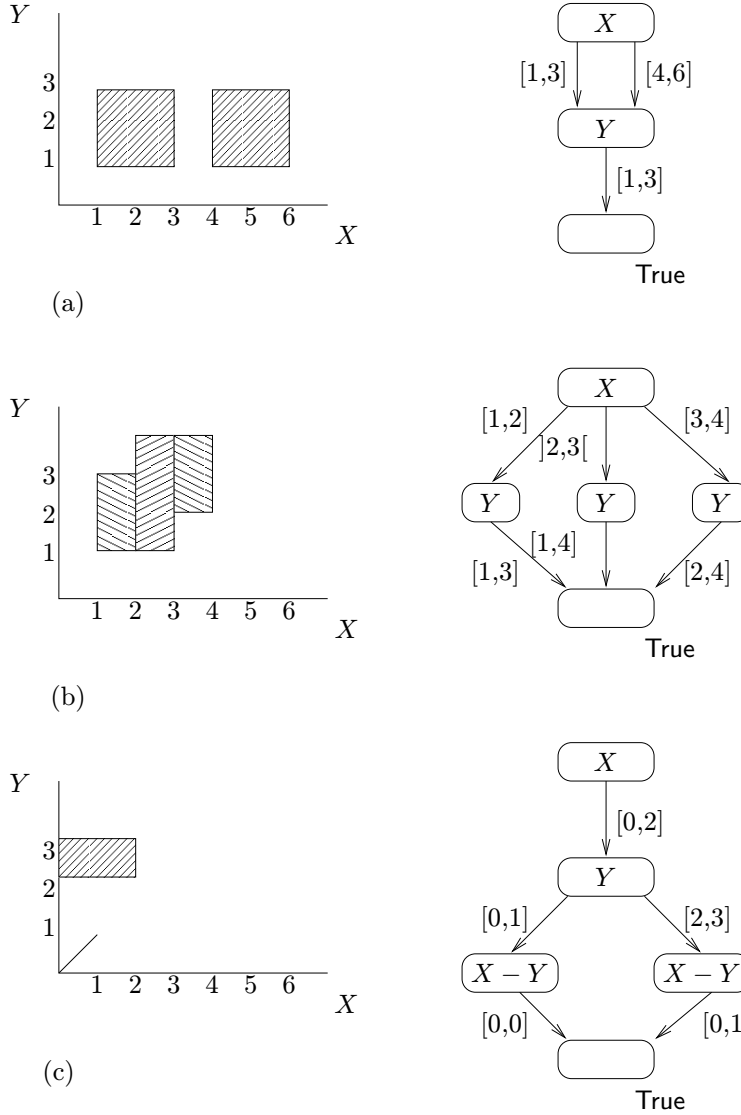 Y
3
2
1
1 2 3 4 5 6
X
X
[1,3] [4,6]
Y
[1,3]
True
(a)
Y
3
2
1
1 2 3 4 5 6
X
X
[1,2] ]2,3[ [3,4]
Y Y Y
[1,3] [1,4] [2,4]
True
(b)
Y
3
2
1
1 2 3 4 5 6
X
X
[0,2]
Y
[0,1] [2,3]
X − Y X − Y
[0,0] [0,1
True
(c)